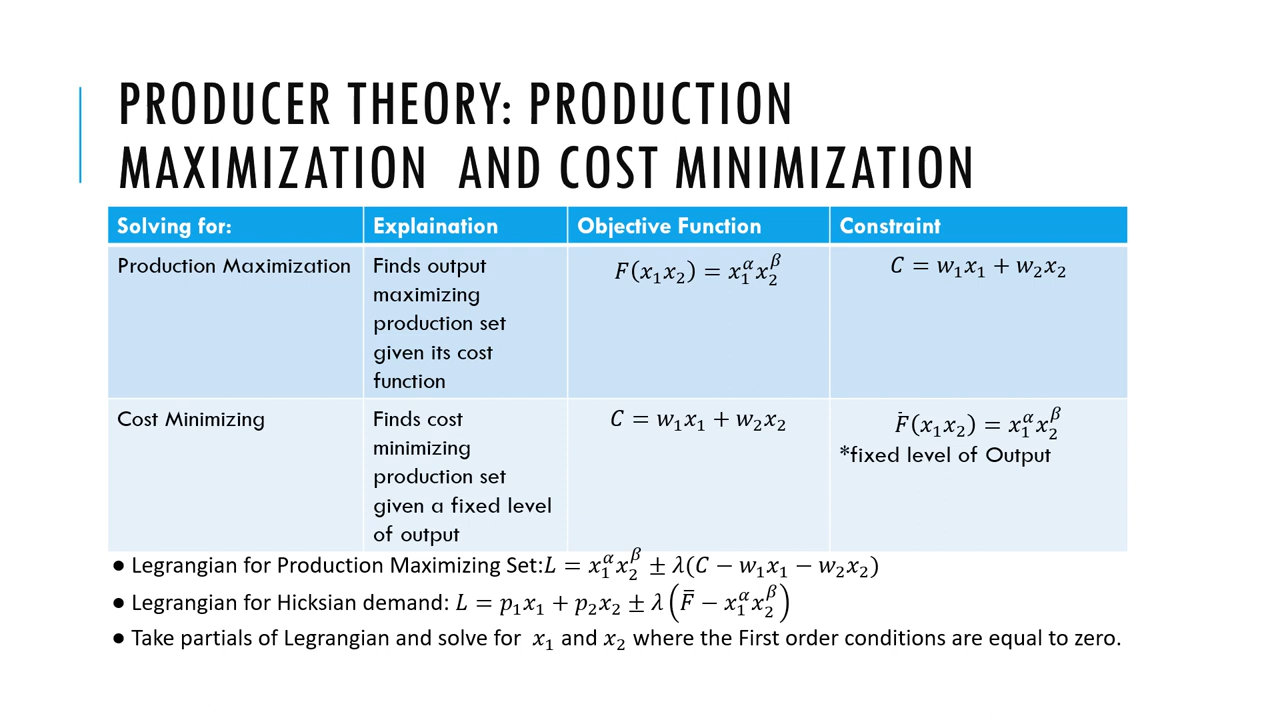 PRODUCER THEORY: PRODUCTION
MAXIMIZATION AND COST MINIMIZATION
Solving for: Explaination Objective Function Constraint
Production Maximization
Finds output
maximizing
production set
given its cost
function
F(x₁x₂) = x₁^α x₂^β
C = w₁x₁ + w₂x₂
Cost Minimizing
Finds cost
minimizing
production set
given a fixed level
of output
C = w₁x₁ + w₂x₂
Ḟ(x₁x₂) = x₁^α x₂^β
*fixed level of Output
● Legrangian for Production Maximizing Set:L = x₁^α x₂^β ± λ(C − w₁x₁ − w₂x₂)
● Legrangian for Hicksian demand: L = p₁x₁ + p₂x₂ ± λ(F̄ − x₁^α x₂^β)
● Take partials of Legrangian and solve for x₁ and x₂ where the First order conditions are equal to zero.